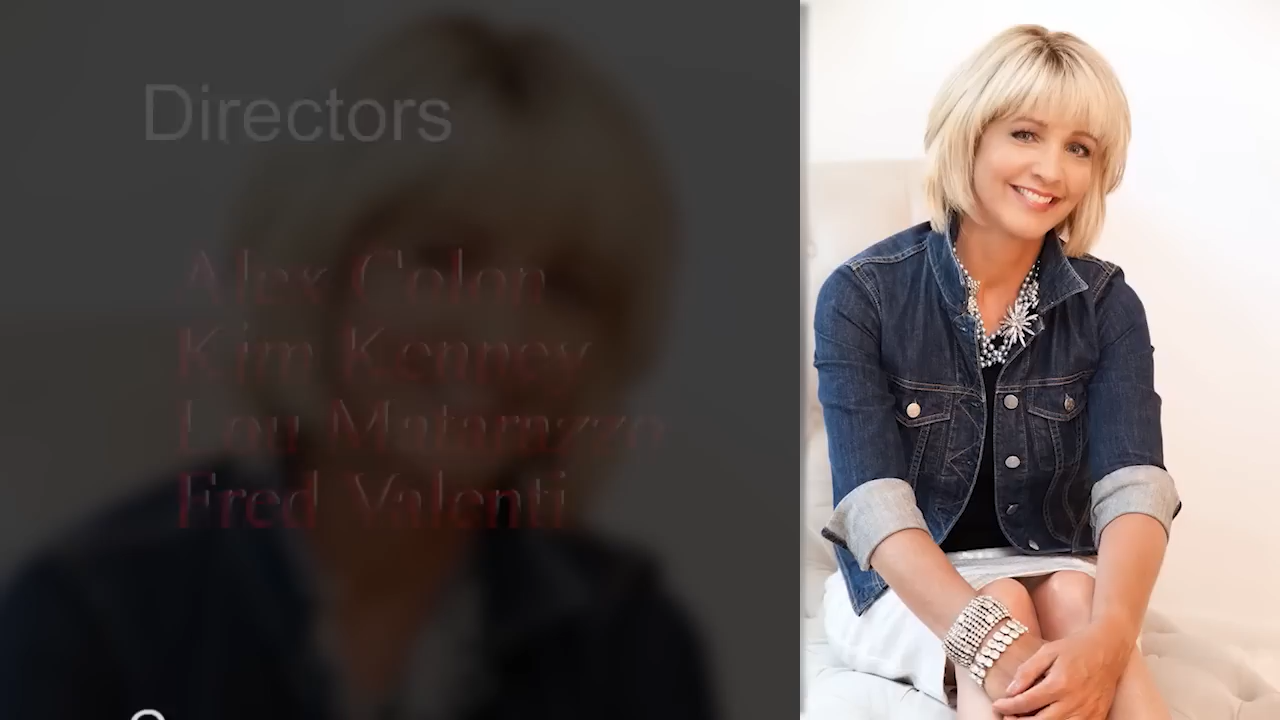 Directors
Alex Colon
Kim Kenney
Lou Matarazzo
Fred Valenti